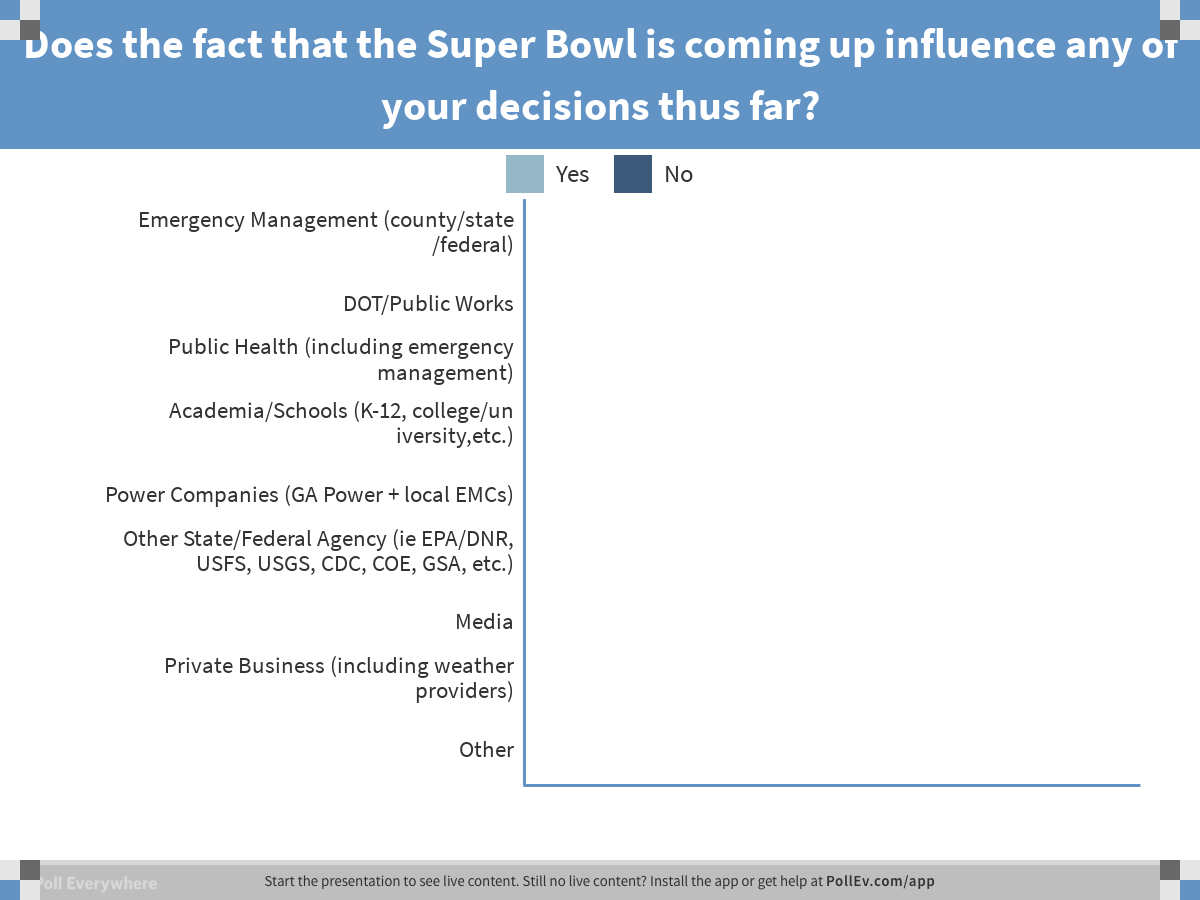 Does the fact that the Super Bowl is coming up influence any of
your decisions thus far?
Yes No
Emergency Management (county/state
/federal)
DOT/Public Works
Public Health (including emergency
management)
Academia/Schools (K-12, college/un
iversity,etc.)
Power Companies (GA Power + local EMCs)
Other State/Federal Agency (ie EPA/DNR,
USFS, USGS, CDC, COE, GSA, etc.)
Media
Private Business (including weather
providers)
Other
Poll Everywhere
Start the presentation to see live content. Still no live content? Install the app or get help at PollEv.com/app